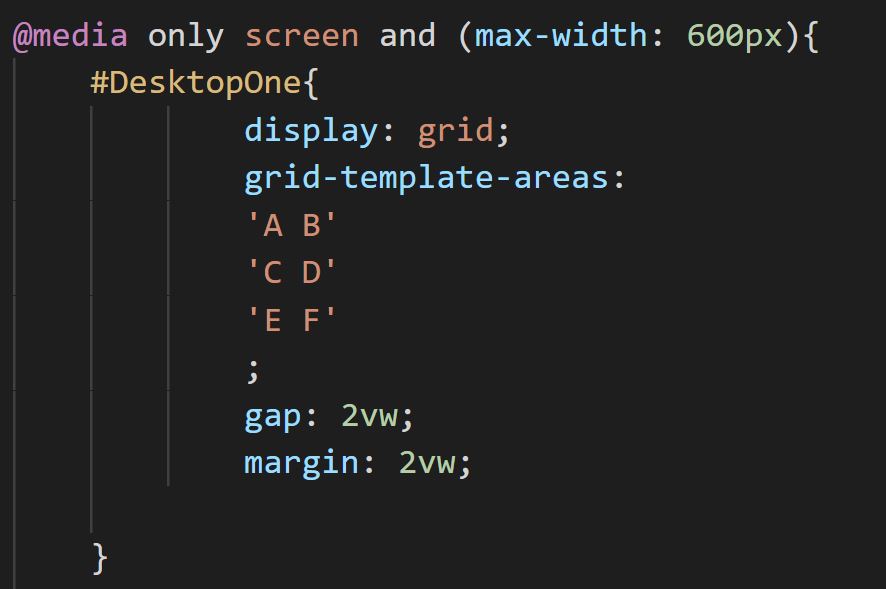 @media only screen and (max-width: 600px){
#DesktopOne{
display: grid;
grid-template-areas:
'A B'
'C D'
'E F'
;
gap: 2vw;
margin: 2vw;
}